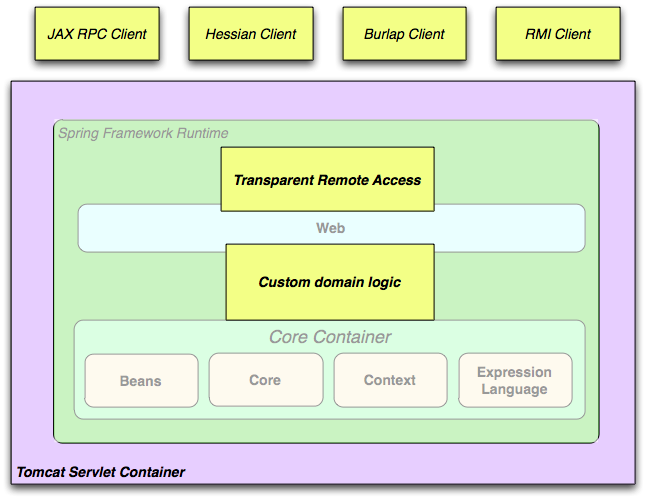 JAX RPC Client
Hessian Client
Burlap Client
RMI Client
Spring Framework Runtime
Transparent Remote Access
Web
Custom domain logic
Core Container
Beans
Core
Context
Expression
Language
Tomcat Servlet Container